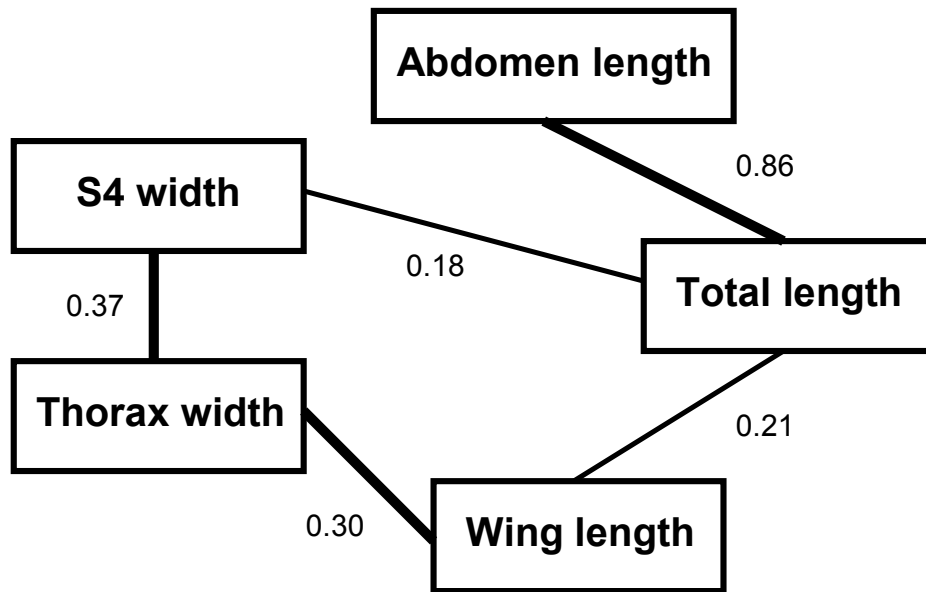 Abdomen length
0.86
S4 width
0.18
Total length
0.37
Thorax width
0.21
0.30
Wing length